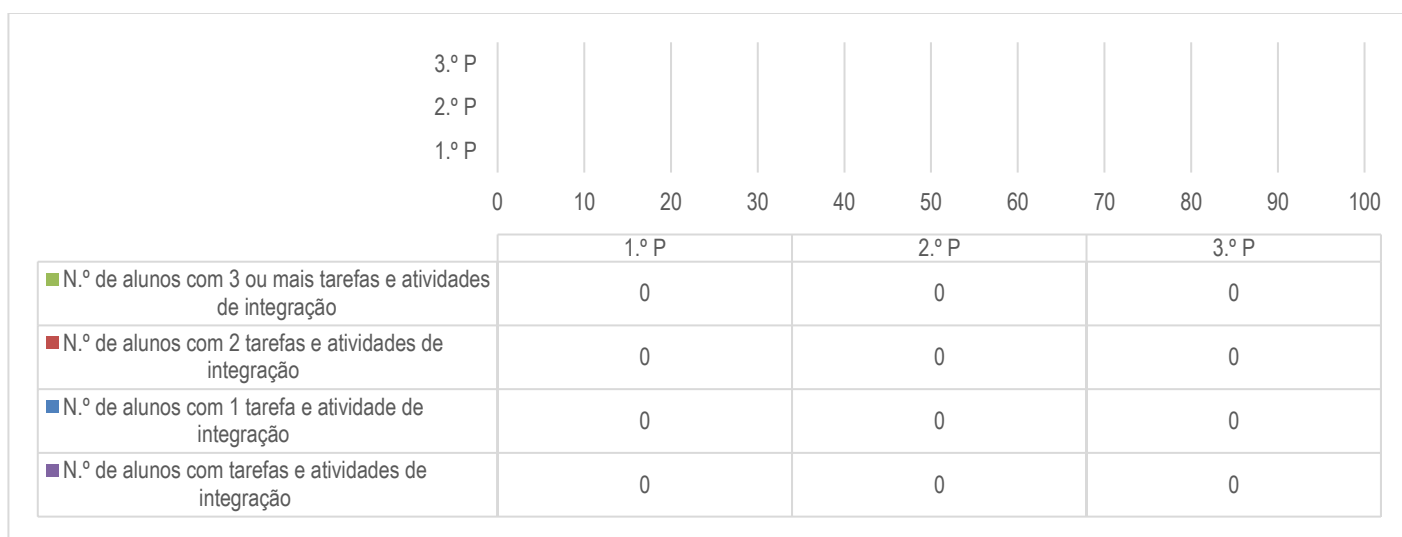 3.º P
2.º P
1.º P
0 10 20 30 40 50 60 70 80 90 100
1.º P 2.º P 3.º P
N.º de alunos com 3 ou mais tarefas e atividades
de integração
0 0 0
N.º de alunos com 2 tarefas e atividades de
integração
0 0 0
N.º de alunos com 1 tarefa e atividade de
integração
0 0 0
N.º de alunos com tarefas e atividades de
integração
0 0 0